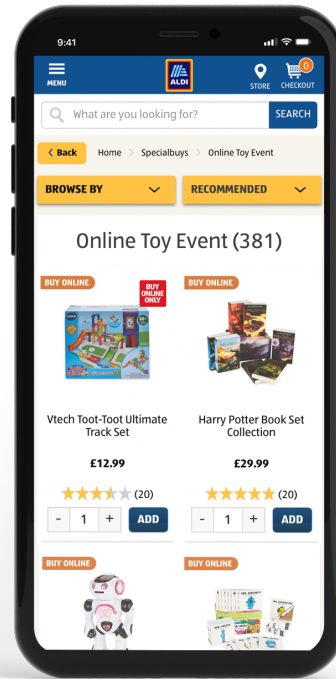 9:41
MENU
ALDI
STORE
0
CHECKOUT
What are you looking for?
SEARCH
Back
Home > Specialbuys > Online Toy Event
BROWSE BY
RECOMMENDED
Online Toy Event (381)
BUY ONLINE
BUY
ONLINE
ONLY
BUY ONLINE
Vtech Toot-Toot Ultimate
Track Set
Harry Potter Book Set
Collection
£12.99
£29.99
(20)
(20)
- 1 + ADD
- 1 + ADD
BUY ONLINE
BUY ONLINE